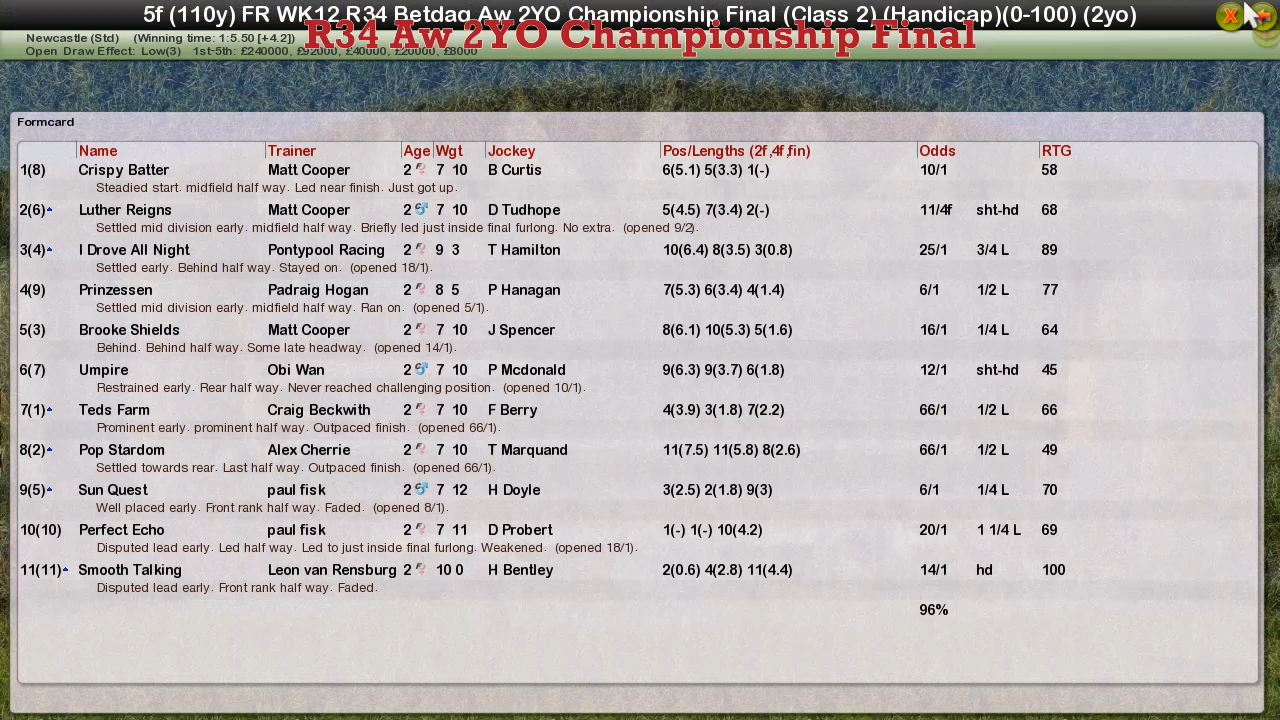 5f (110y) FR WK12 R34 Betdaq Aw 2YO Championship Final (Class 2) (Handicap)(0-100) (2yo)
R34 Aw 2YO Championship Final
Newcastle (Std) (Winning time: 1:5.50 [+4.2])
Open Draw Effect: Low(3) 1st-5th: £240000, £92000, £40000, £20000, £8000
Formcard
Name Trainer Age Wgt Jockey Pos/Lengths (2f,4f,fin) Odds RTG
1(8) Crispy Batter Matt Cooper 2 7 10 B Curtis 6(5.1) 5(3.3) 1(-) 10/1 58
Steadied start. midfield half way. Led near finish. Just got up.
2(6) Luther Reigns Matt Cooper 2 7 10 D Tudhope 5(4.5) 7(3.4) 2(-) 11/4f sht-hd 68
Settled mid division early. midfield half way. Briefly led just inside final furlong. No extra. (opened 9/2).
3(4) I Drove All Night Pontypool Racing 2 9 3 T Hamilton 10(6.4) 8(3.5) 3(0.8) 25/1 3/4 L 89
Settled early. Behind half way. Stayed on. (opened 18/1).
4(9) Prinzessen Padraig Hogan 2 8 5 P Hanagan 7(5.3) 6(3.4) 4(1.4) 6/1 1/2 L 77
Settled mid division early. midfield half way. Ran on. (opened 5/1).
5(3) Brooke Shields Matt Cooper 2 7 10 J Spencer 8(6.1) 10(5.3) 5(1.6) 16/1 1/4 L 64
Behind. Behind half way. Some late headway. (opened 14/1).
6(7) Umpire Obi Wan 2 7 10 P Mcdonald 9(6.3) 9(3.7) 6(1.8) 12/1 sht-hd 45
Restrained early. Rear half way. Never reached challenging position. (opened 10/1).
7(1) Teds Farm Craig Beckwith 2 7 10 F Berry 4(3.9) 3(1.8) 7(2.2) 66/1 1/2 L 66
Prominent early. prominent half way. Outpaced finish. (opened 66/1).
8(2) Pop Stardom Alex Cherrie 2 7 10 T Marquand 11(7.5) 11(5.8) 8(2.6) 66/1 1/2 L 49
Settled towards rear. Last half way. Outpaced finish. (opened 66/1).
9(5) Sun Quest paul fisk 2 7 12 H Doyle 3(2.5) 2(1.8) 9(3) 6/1 1/4 L 70
Well placed early. Front rank half way. Faded. (opened 8/1).
10(10) Perfect Echo paul fisk 2 7 11 D Probert 1(-) 1(-) 10(4.2) 20/1 1 1/4 L 69
Disputed lead early. Led half way. Led to just inside final furlong. Weakened. (opened 18/1).
11(11) Smooth Talking Leon van Rensburg 2 10 0 H Bentley 2(0.6) 4(2.8) 11(4.4) 14/1 hd 100
Disputed lead early. Front rank half way. Faded.
96%